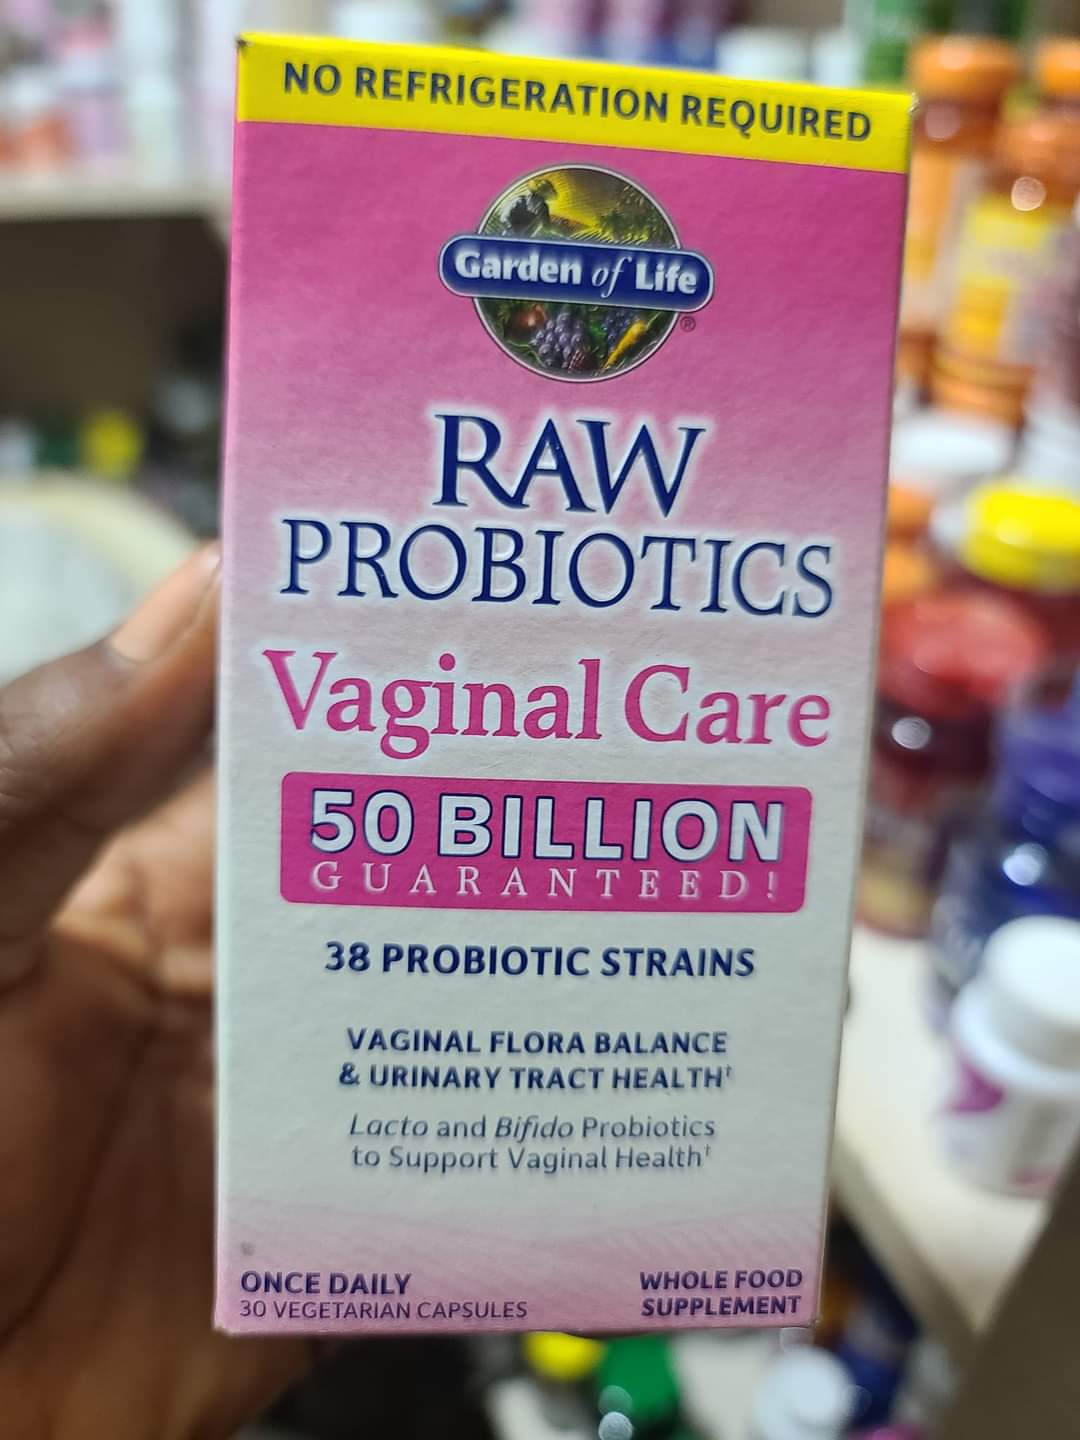 NO REFRIGERATION REQUIRED
Garden of Life®
RAW
PROBIOTICS
Vaginal Care
50 BILLION
GUARANTEED!
38 PROBIOTIC STRAINS
VAGINAL FLORA BALANCE
& URINARY TRACT HEALTH†
Lacto and Bifido Probiotics
to Support Vaginal Health†
ONCE DAILY
30 VEGETARIAN CAPSULES
WHOLE FOOD
SUPPLEMENT